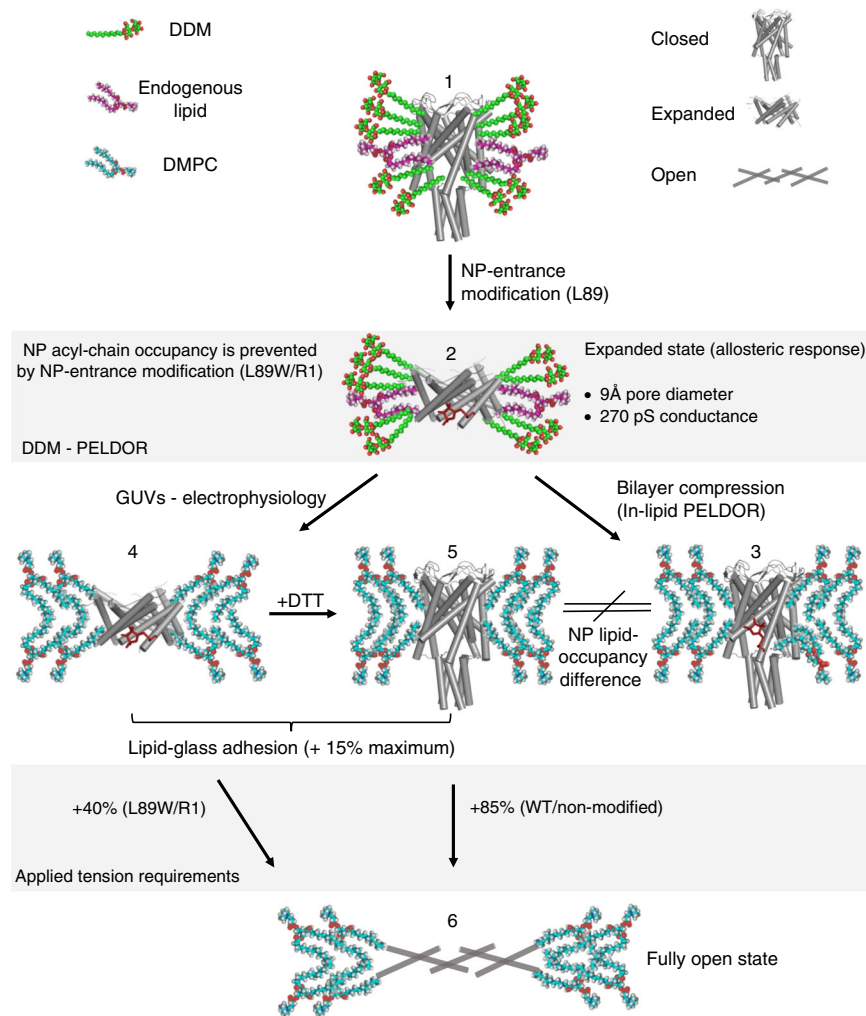 DDM
Endogenous
lipid
DMPC
1
Closed
Expanded
Open
NP-entrance
modification (L89)
NP acyl-chain occupancy is prevented
by NP-entrance modification (L89W/R1)
2
Expanded state (allosteric response)
• 9Å pore diameter
• 270 pS conductance
DDM - PELDOR
GUVs - electrophysiology
Bilayer compression
(In-lipid PELDOR)
4
5
3
+DTT
NP lipid-
occupancy
difference
Lipid-glass adhesion (+ 15% maximum)
+40% (L89W/R1)
+85% (WT/non-modified)
Applied tension requirements
6
Fully open state